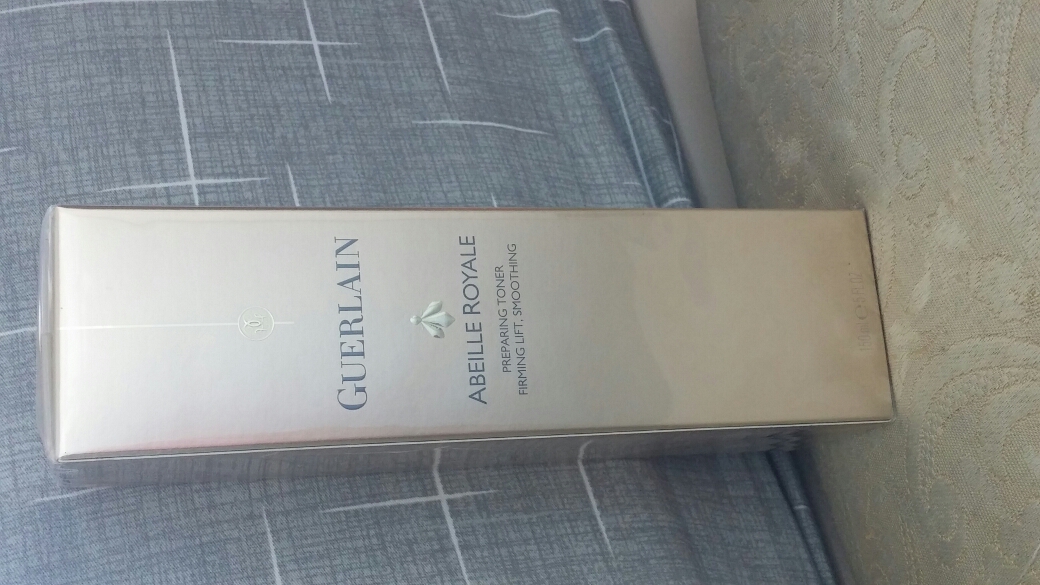 GUERLAIN
ABEILLE ROYALE
PREPARING TONER
FIRMING LIFT, SMOOTHING